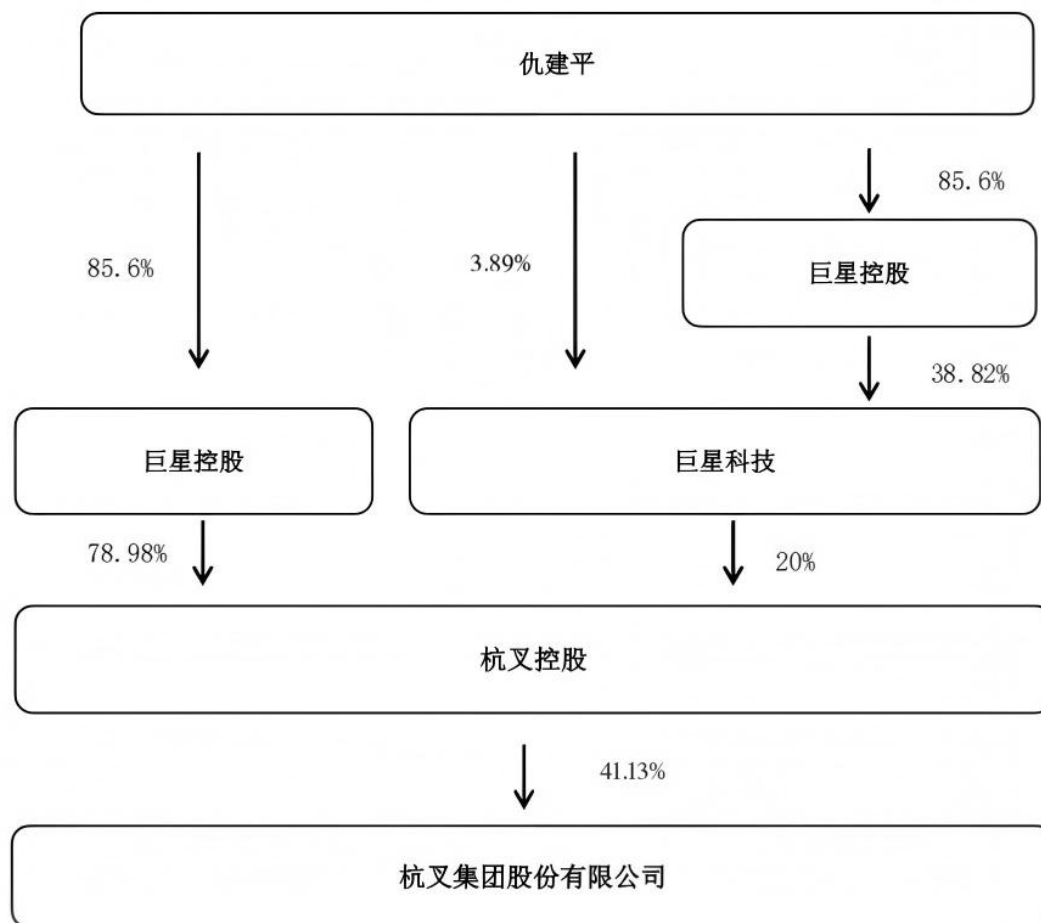 仇建平
85.6%
85.6%
3.89%
巨星控股
38.82%
巨星控股
巨星科技
78.98%
20%
杭叉控股
41.13%
杭叉集团股份有限公司